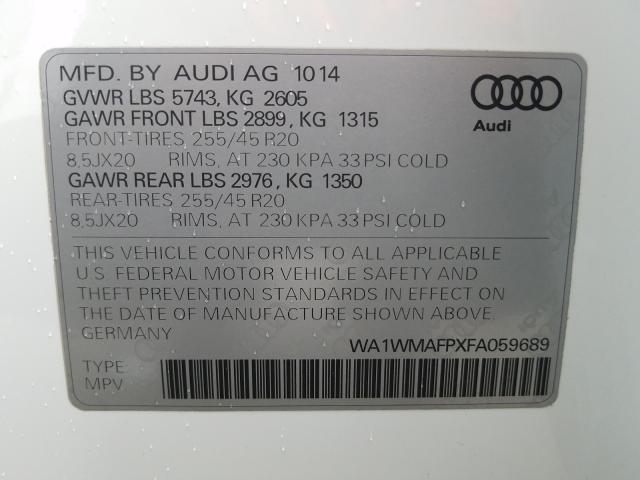 MFD. BY AUDI AG 10 14
GVWR LBS 5743, KG 2605
GAWR FRONT LBS 2899, KG 1315
FRONT-TIRES 255/45 R20
8,5JX20 RIMS, AT 230 KPA 33 PSI COLD
GAWR REAR LBS 2976, KG 1350
REAR-TIRES 255/45 R20
8,5JX20 RIMS, AT 230 KPA 33 PSI COLD
Audi
THIS VEHICLE CONFORMS TO ALL APPLICABLE
U.S. FEDERAL MOTOR VEHICLE SAFETY AND
THEFT PREVENTION STANDARDS IN EFFECT ON
THE DATE OF MANUFACTURE SHOWN ABOVE.
GERMANY WA1WMAFPXFA059689
TYPE:
MPV